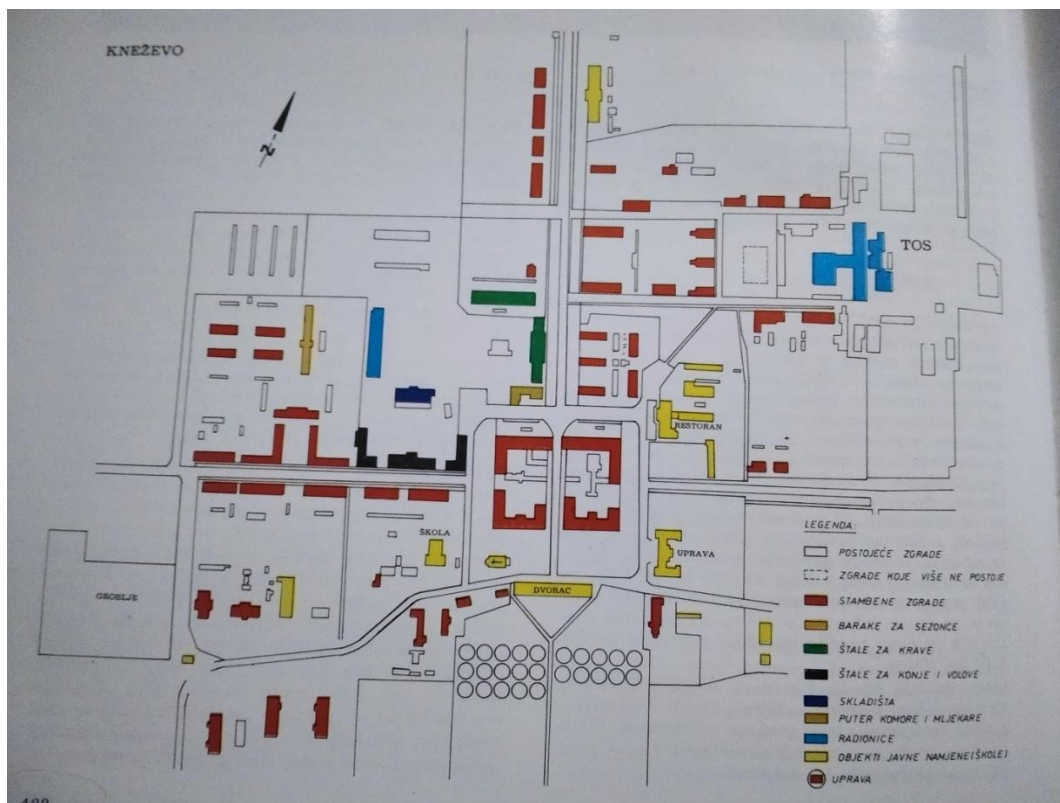 KNEŽEVO
N
TOS
RESTORAN
ŠKOLA
UPRAVA
DVORAC
GROBLJE
LEGENDA:
POSTOJEĆE ZGRADE
ZGRADE KOJE VIŠE NE POSTOJE
STAMBENE ZGRADE
BARAKE ZA SEZONCE
ŠTALE ZA KRAVE
ŠTALE ZA KONJE I VOLOVE
SKLADIŠTA
PUTER KOMORE I MLJEKARE
RADIONICE
OBJEKTI JAVNE NAMJENE (ŠKOLE)
UPRAVA